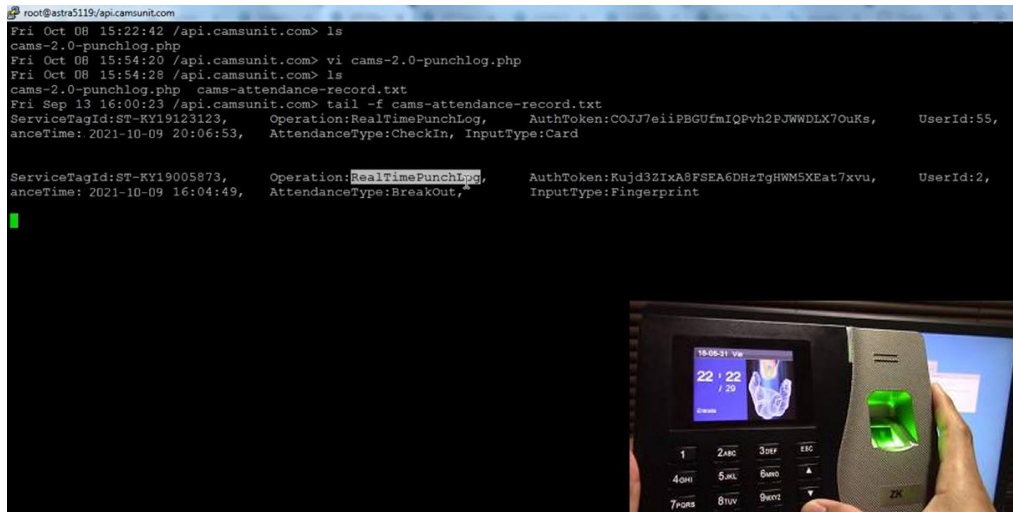 root@astra5119:/api.camsunit.com
Fri Oct 08 15:22:42 /api.camsunit.com> ls
cams-2.0-punchlog.php
Fri Oct 08 15:54:20 /api.camsunit.com> vi cams-2.0-punchlog.php
Fri Oct 08 15:54:28 /api.camsunit.com> ls
cams-2.0-punchlog.php cams-attendance-record.txt
Fri Sep 13 16:00:23 /api.camsunit.com> tail -f cams-attendance-record.txt
ServiceTagId:ST-KY19123123, Operation:RealTimePunchLog, AuthToken:COJJ7eiiPBGUfmIQPvh2PJWWDLX7OuKs, UserId:55,
anceTime: 2021-10-09 20:06:53, AttendanceType:CheckIn, InputType:Card
ServiceTagId:ST-KY19005873, Operation:RealTimePunchLog, AuthToken:Kujd3ZIxA8FSEA6DHzTgHWM5XEat7xvu, UserId:2,
anceTime: 2021-10-09 16:04:49, AttendanceType:BreakOut, InputType:Fingerprint
16-05-31 Vie
22 : 22
/ 29
1 2ABC 3DEF ESC
4GHI 5JKL 6MNO ▲
7PQRS 8TUV 9WXYZ ▼
ZK